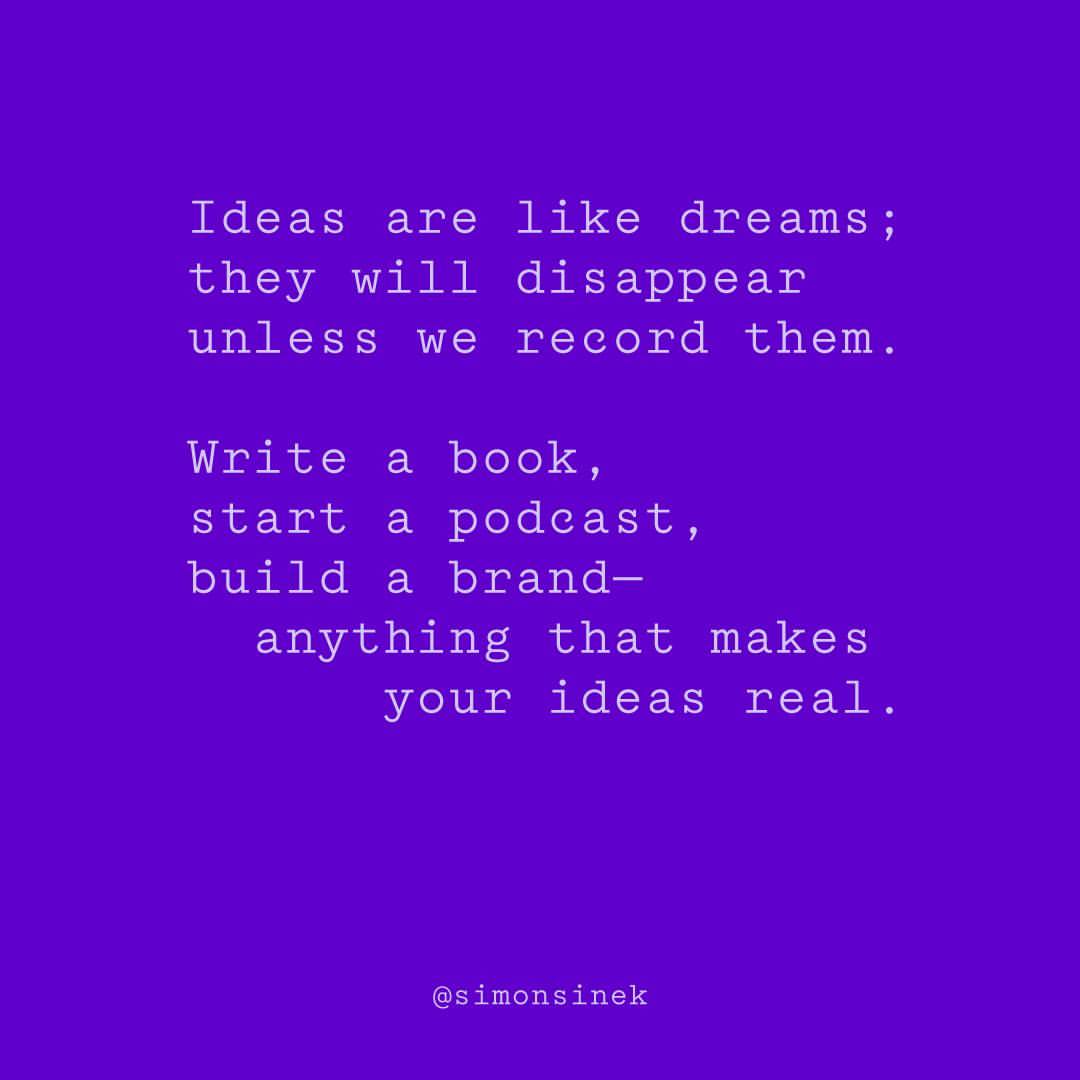 Ideas are like dreams;
they will disappear
unless we record them.
Write a book,
start a podcast,
build a brand—
anything that makes
your ideas real.
@simonsinek